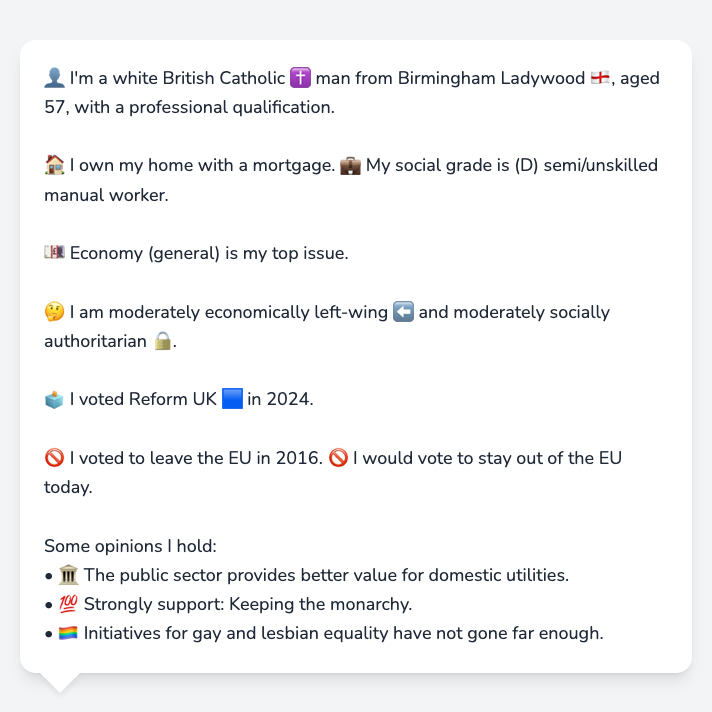 👤 I'm a white British Catholic ✝️ man from Birmingham Ladywood 🏴󠁧󠁢󠁥󠁮󠁧󠁿, aged
57, with a professional qualification.
🏠 I own my home with a mortgage. 💼 My social grade is (D) semi/unskilled
manual worker.
💷 Economy (general) is my top issue.
🤔 I am moderately economically left-wing ⬅️ and moderately socially
authoritarian 🔒.
🗳️ I voted Reform UK 🟦 in 2024.
🚫 I voted to leave the EU in 2016. 🚫 I would vote to stay out of the EU
today.
Some opinions I hold:
• 🏛️ The public sector provides better value for domestic utilities.
• 💯 Strongly support: Keeping the monarchy.
• 🏳️‍🌈 Initiatives for gay and lesbian equality have not gone far enough.